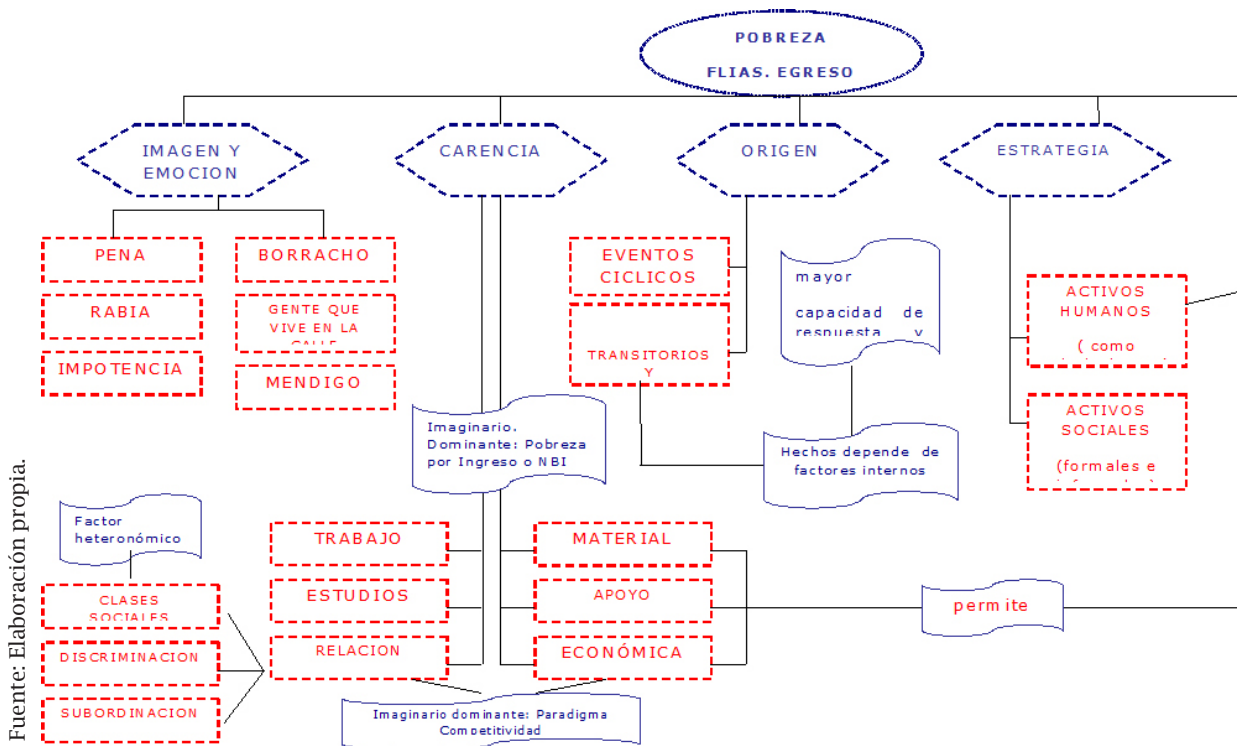 POBREZA
FLIAS. EGRESO
IMAGEN Y
EMOCION
CARENCIA
ORIGEN
ESTRATEGIA
PENA
RABIA
IMPOTENCIA
BORRACHO
GENTE QUE
VIVE EN LA
CALLE
MENDIGO
EVENTOS
CICLICOS
TRANSITORIOS
Y
mayor
capacidad de
respuesta y
Hechos depende de
factores internos
ACTIVOS
HUMANOS
( como
ACTIVOS
SOCIALES
(formales e
Imaginario.
Dominante: Pobreza
por Ingreso o NBI
Factor
heteronómico
CLASES
SOCIALES
DISCRIMINACION
SUBORDINACION
TRABAJO
ESTUDIOS
RELACION
MATERIAL
APOYO
ECONÓMICA
permite
Imaginario dominante: Paradigma
Competitividad
Fuente: Elaboración propia.